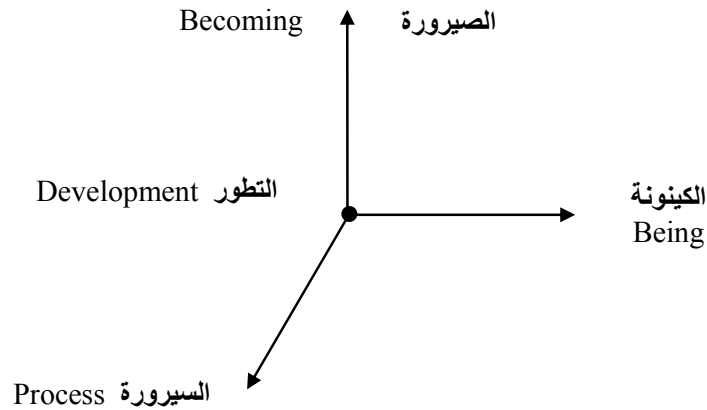 Becoming الصيرورة
Development التطور
الكينونة
Being
Process السيرورة